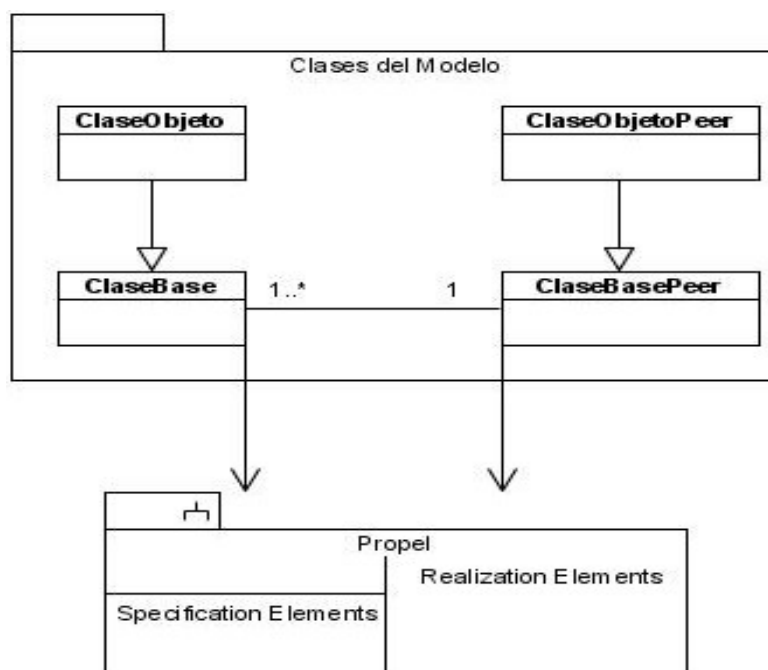 Clases del Modelo
ClaseObjeto
ClaseObjetoPeer
ClaseBase
1..*
1
ClaseBasePeer
Propel
Realization Elements
Specification Elements